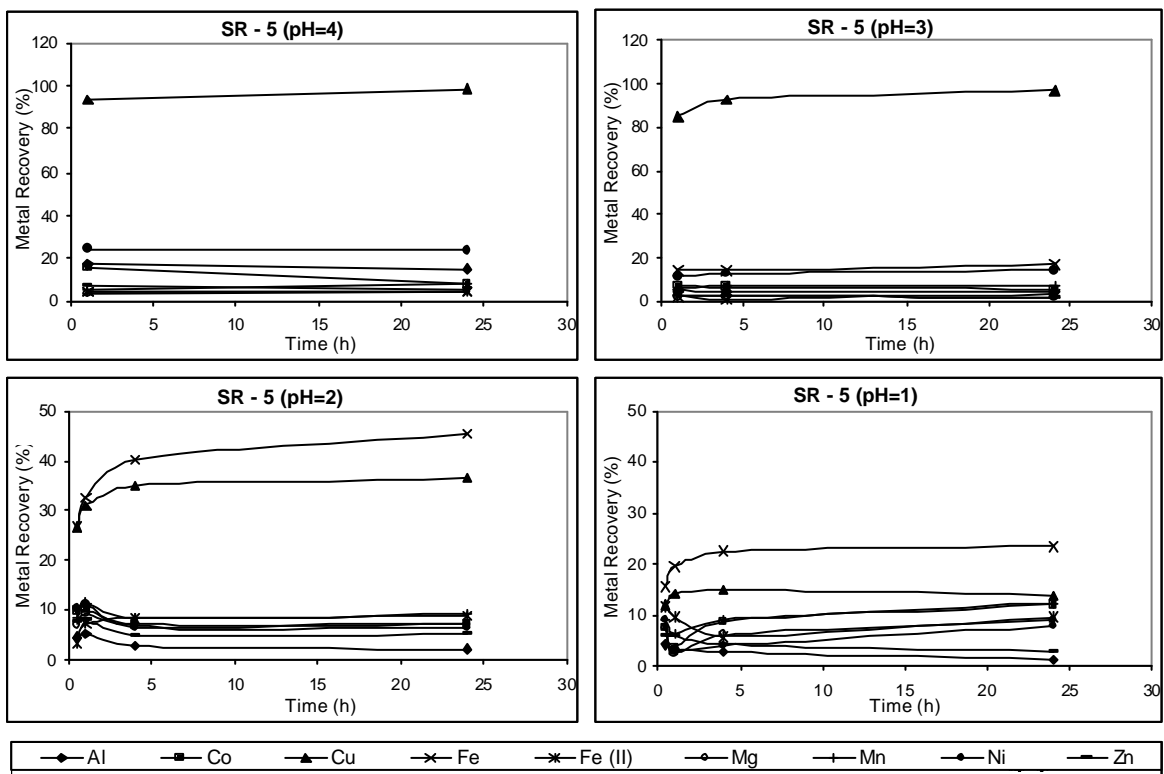 SR - 5 (pH=4)
Metal Recovery (%)
120
100
80
60
40
20
0
0 5 10 15 20 25 30
Time (h)
SR - 5 (pH=3)
Metal Recovery (%)
120
100
80
60
40
20
0
0 5 10 15 20 25 30
Time (h)
SR - 5 (pH=2)
Metal Recovery (%)
50
40
30
20
10
0
0 5 10 15 20 25 30
Time (h)
SR - 5 (pH=1)
Metal Recovery (%)
50
40
30
20
10
0
0 5 10 15 20 25 30
Time (h)
Al Co Cu Fe Fe (II) Mg Mn Ni Zn